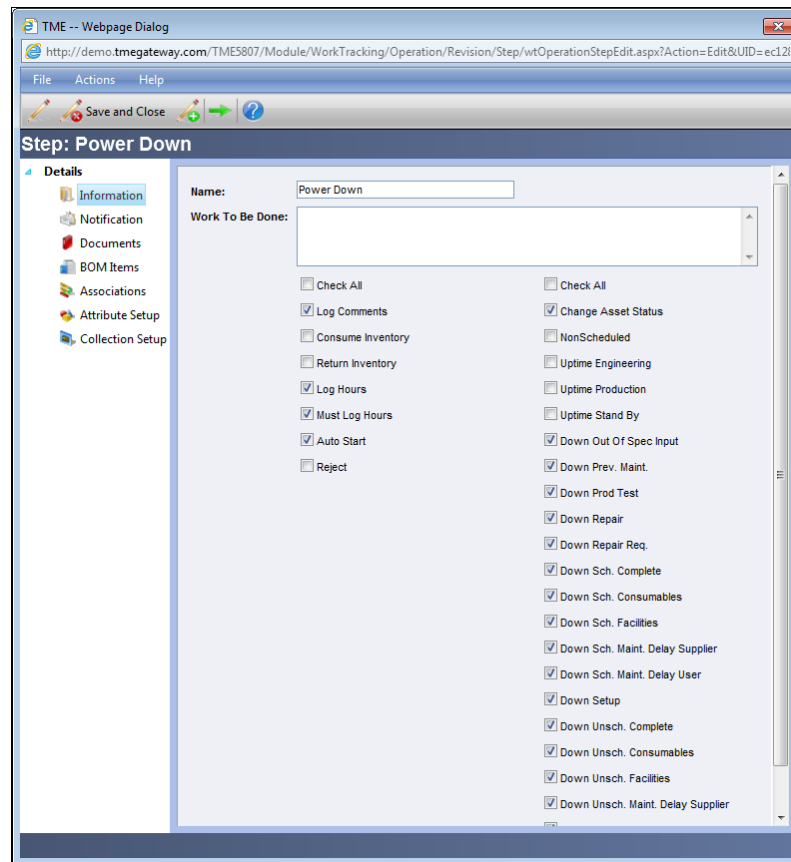 TME -- Webpage Dialog
http://demo.tmegateway.com/TME5807/Module/WorkTracking/Operation/Revision/Step/wtOperationStepEdit.aspx?Action=Edit&UID=ec128
File Actions Help
Save and Close
Step: Power Down
Details
Information
Notification
Documents
BOM Items
Associations
Attribute Setup
Collection Setup
Name: Power Down
Work To Be Done:
Check All
Log Comments
Consume Inventory
Return Inventory
Log Hours
Must Log Hours
Auto Start
Reject
Check All
Change Asset Status
NonScheduled
Uptime Engineering
Uptime Production
Uptime Stand By
Down Out Of Spec Input
Down Prev. Maint.
Down Prod Test
Down Repair
Down Repair Req.
Down Sch. Complete
Down Sch. Consumables
Down Sch. Facilities
Down Sch. Maint. Delay Supplier
Down Sch. Maint. Delay User
Down Setup
Down Unsch. Complete
Down Unsch. Consumables
Down Unsch. Facilities
Down Unsch. Maint. Delay Supplier